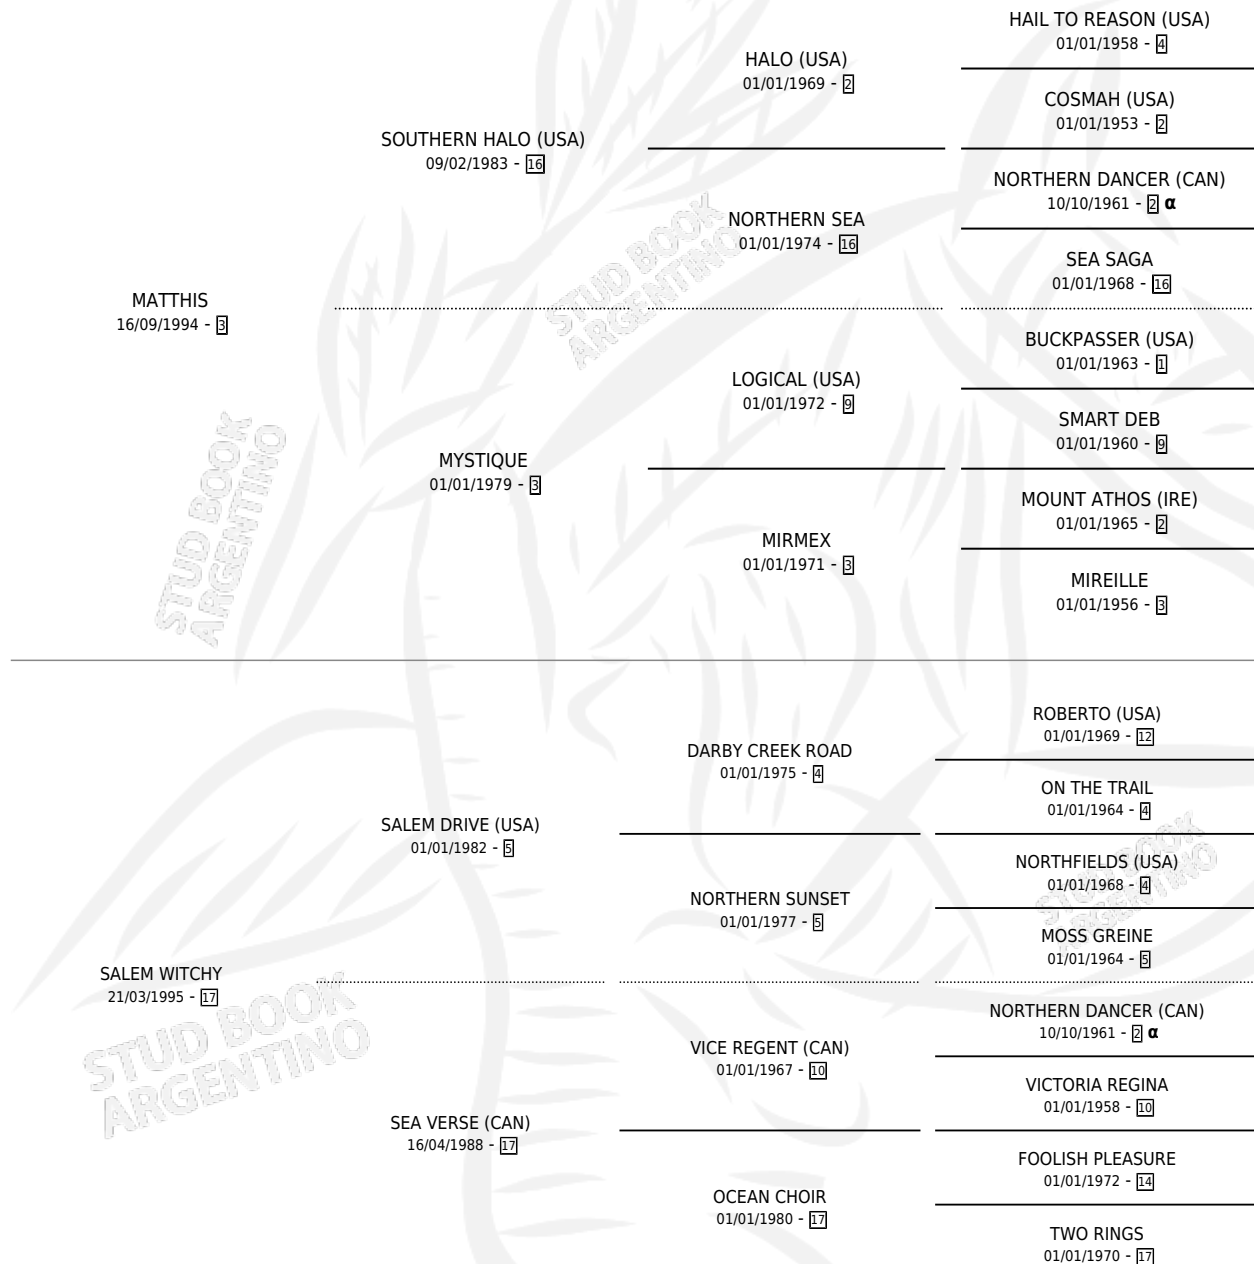 HAIL TO REASON (USA)
01/01/1958 - 4
HALO (USA)
01/01/1969 - 2
COSMAH (USA)
01/01/1953 - 2
SOUTHERN HALO (USA)
09/02/1983 - 16
NORTHERN DANCER (CAN)
10/10/1961 - 2 α
NORTHERN SEA
01/01/1974 - 16
SEA SAGA
01/01/1968 - 16
MATTHIS
16/09/1994 - 3
BUCKPASSER (USA)
01/01/1963 - 1
LOGICAL (USA)
01/01/1972 - 9
SMART DEB
01/01/1960 - 9
MYSTIQUE
01/01/1979 - 3
MOUNT ATHOS (IRE)
01/01/1965 - 2
MIRMEX
01/01/1971 - 3
MIREILLE
01/01/1956 - 3
ROBERTO (USA)
01/01/1969 - 12
DARBY CREEK ROAD
01/01/1975 - 4
ON THE TRAIL
01/01/1964 - 4
SALEM DRIVE (USA)
01/01/1982 - 5
NORTHFIELDS (USA)
01/01/1968 - 4
NORTHERN SUNSET
01/01/1977 - 5
MOSS GREINE
01/01/1964 - 5
SALEM WITCHY
21/03/1995 - 17
NORTHERN DANCER (CAN)
10/10/1961 - 2 α
VICE REGENT (CAN)
01/01/1967 - 10
VICTORIA REGINA
01/01/1958 - 10
SEA VERSE (CAN)
16/04/1988 - 17
FOOLISH PLEASURE
01/01/1972 - 14
OCEAN CHOIR
01/01/1980 - 17
TWO RINGS
01/01/1970 - 17
STUD BOOK
ARGENTINO
STUD BOOK
ARGENTINO
STUD BOOK
ARGENTINO
STUD BOOK
ARGENTINO